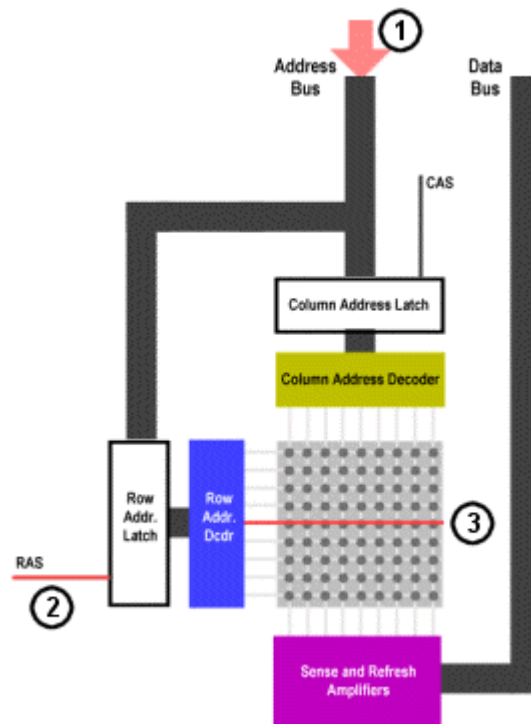 1
Address
Bus
Data
Bus
CAS
Column Address Latch
Column Address Decoder
Row
Addr.
Latch
Row
Addr.
Dcdr
3
RAS
2
Sense and Refresh
Amplifiers